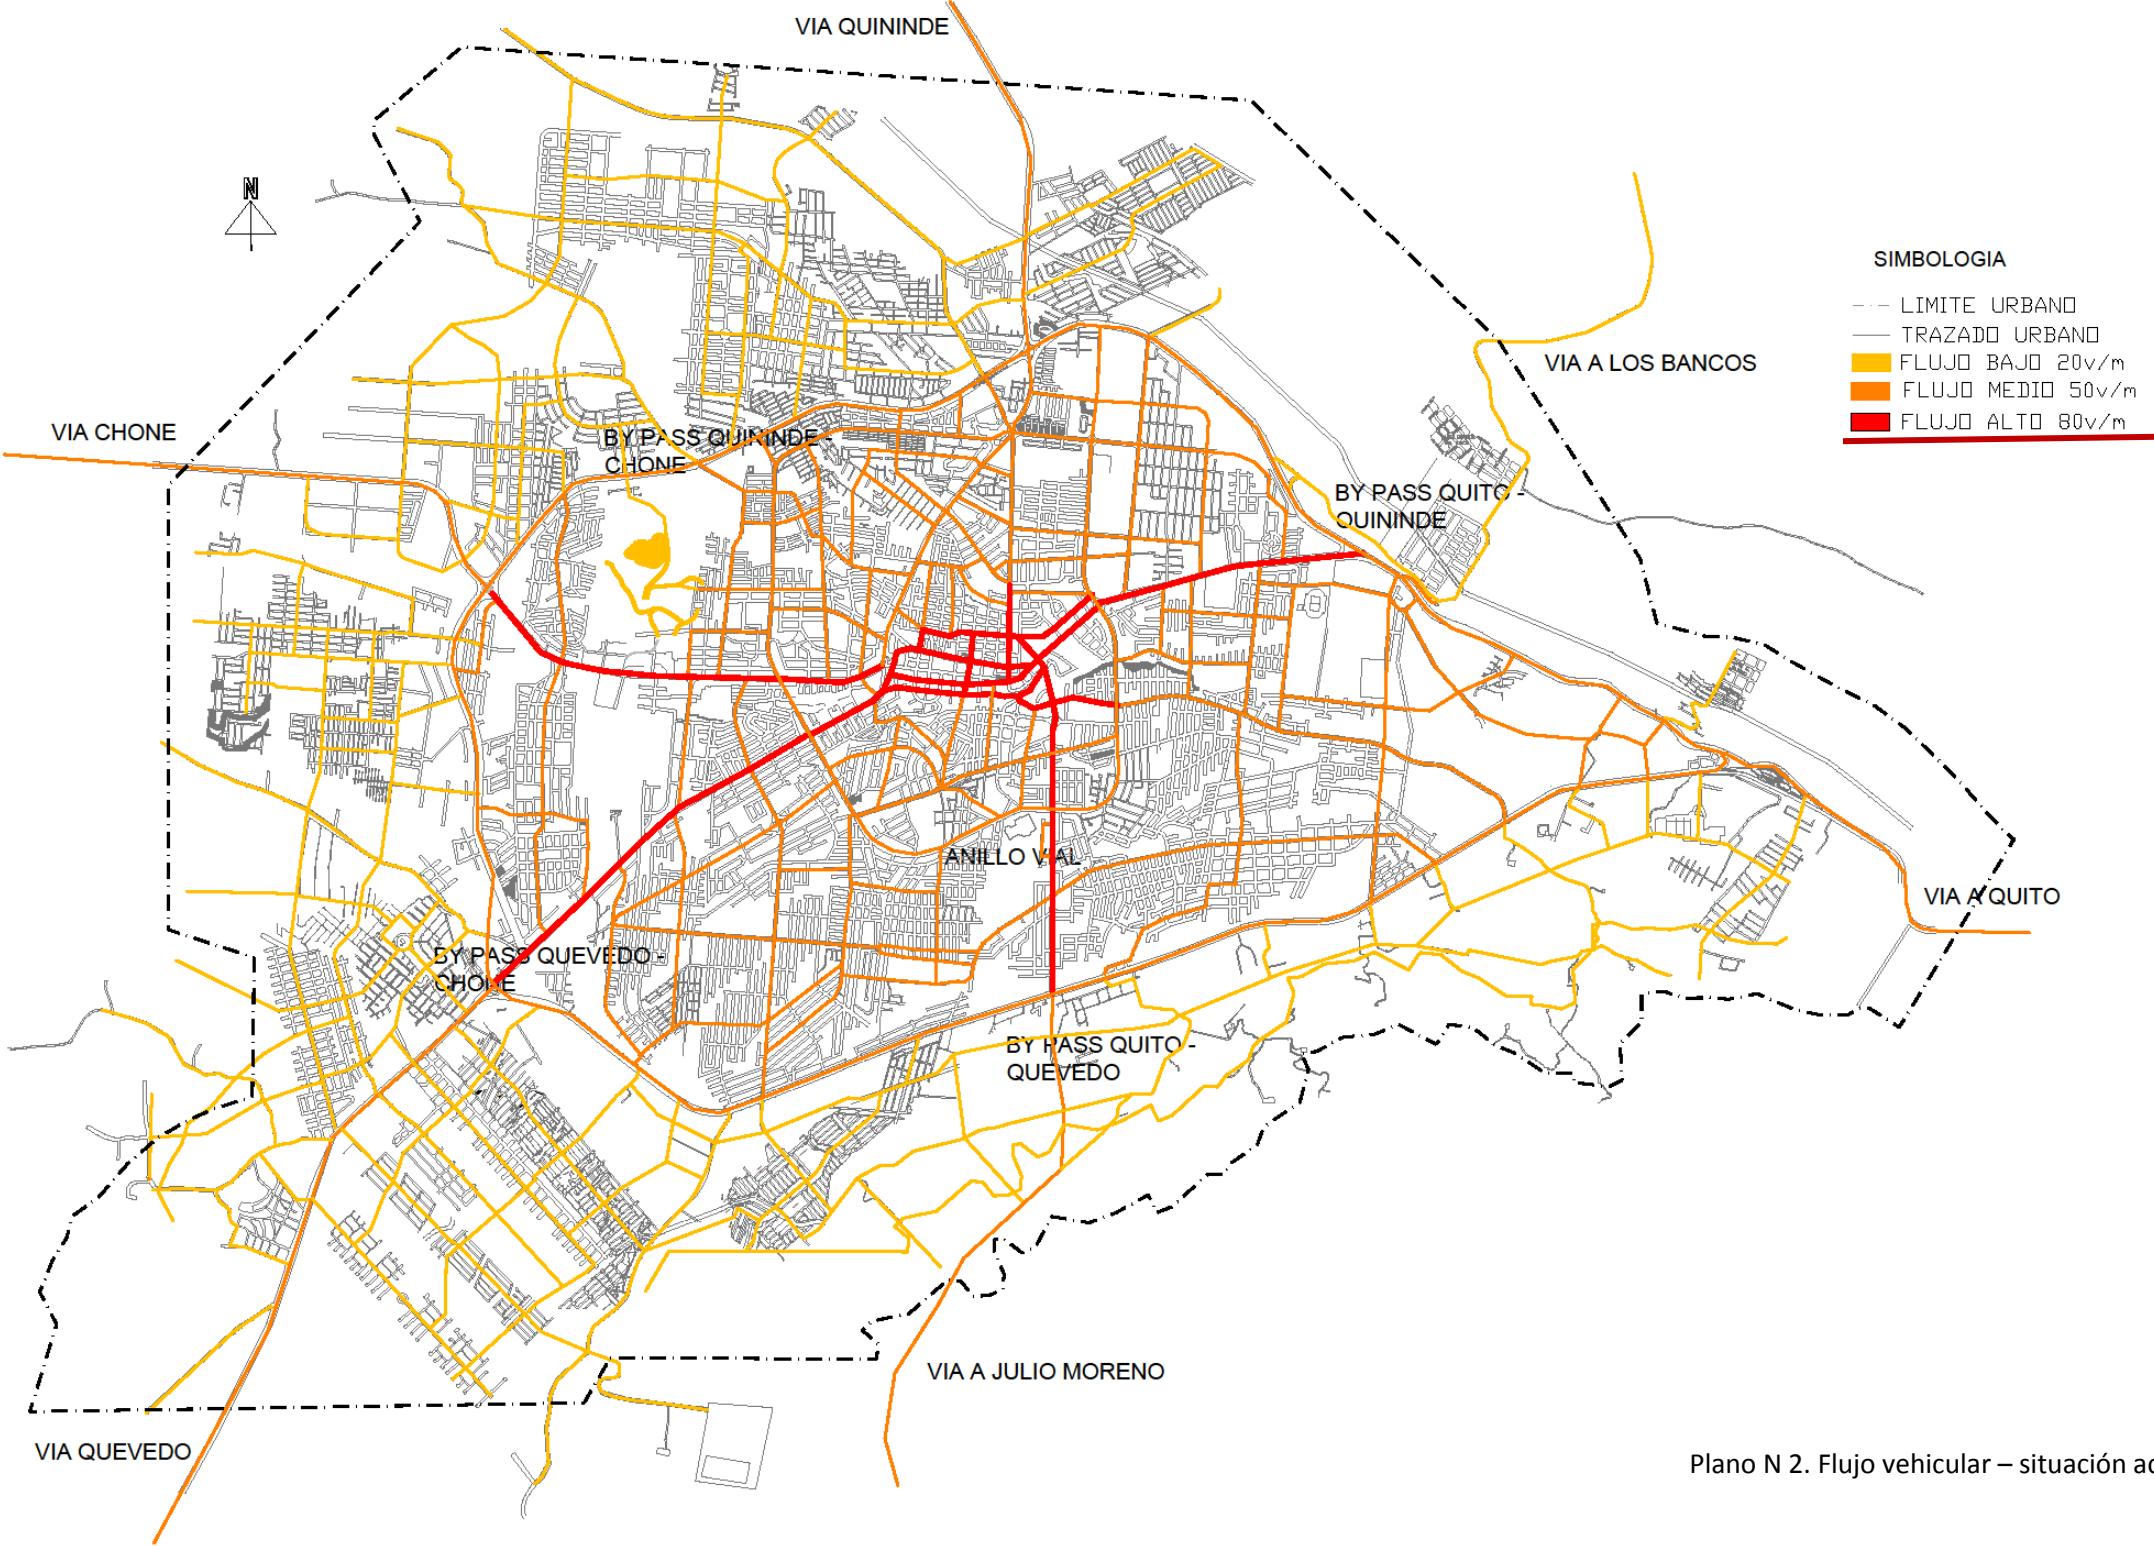 VIA QUININDE
N
SIMBOLOGIA
LIMITE URBANO
TRAZADO URBANO
FLUJO BAJO 20v/m
FLUJO MEDIO 50v/m
FLUJO ALTO 80v/m
VIA A LOS BANCOS
VIA CHONE
BY PASS QUININDE -
CHONE
BY PASS QUITO -
QUININDE
ANILLO VIAL
VIA A QUITO
BY PASS QUEVEDO -
CHONE
BY PASS QUITO -
QUEVEDO
VIA A JULIO MORENO
VIA QUEVEDO
Plano N 2. Flujo vehicular – situación